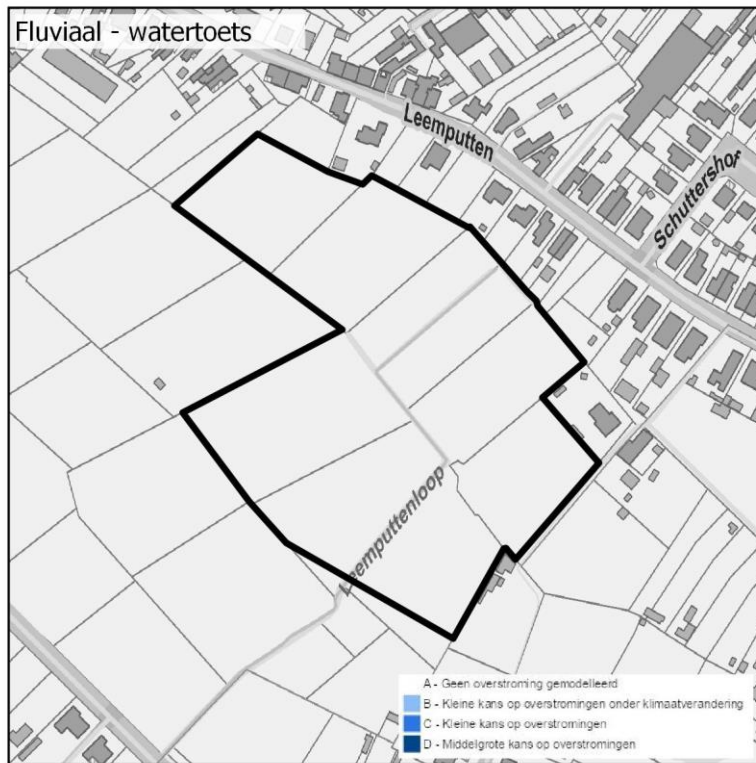 Fluviaal - watertoets
Leemputten
Schuttershof
Leemputtenloop
A - Geen overstroming gemodelleerd
B - Kleine kans op overstromingen onder klimaatverandering
C - Kleine kans op overstromingen
D - Middelgrote kans op overstromingen